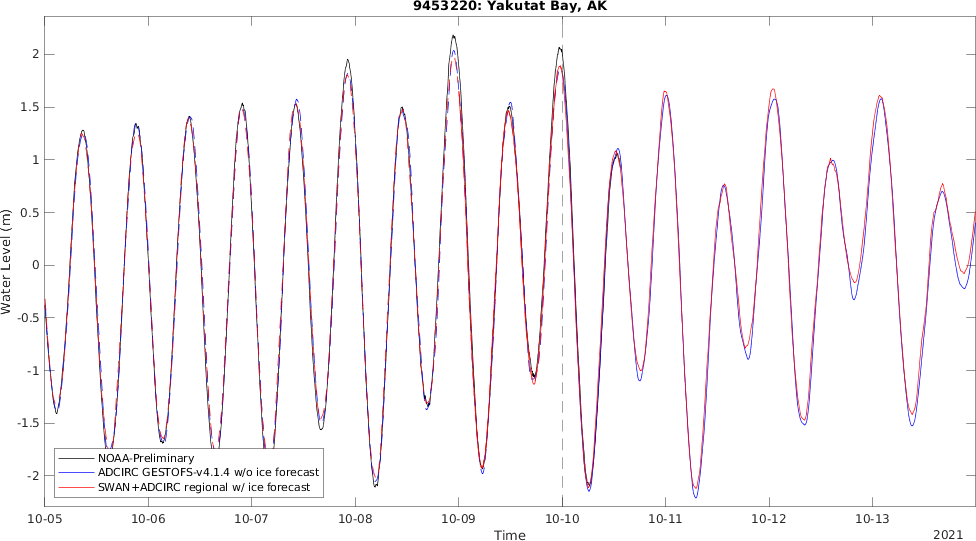 9453220: Yakutat Bay, AK
2
1.5
1
0.5
0
-0.5
-1
-1.5
-2
Water Level (m)
NOAA-Preliminary
ADCIRC GESTOFS-v4.1.4 w/o ice forecast
SWAN+ADCIRC regional w/ ice forecast
10-05 10-06 10-07 10-08 10-09 10-10 10-11 10-12 10-13
Time
2021